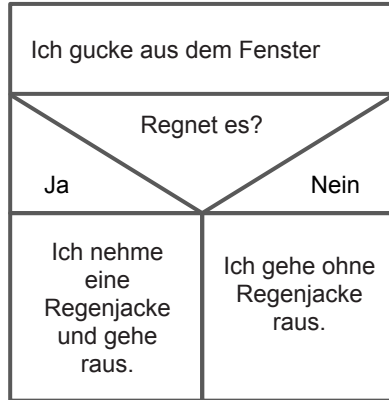 Ich gucke aus dem Fenster
Regnet es?
Ja
Nein
Ich nehme
eine
Regenjacke
und gehe
raus.
Ich gehe ohne
Regenjacke
raus.